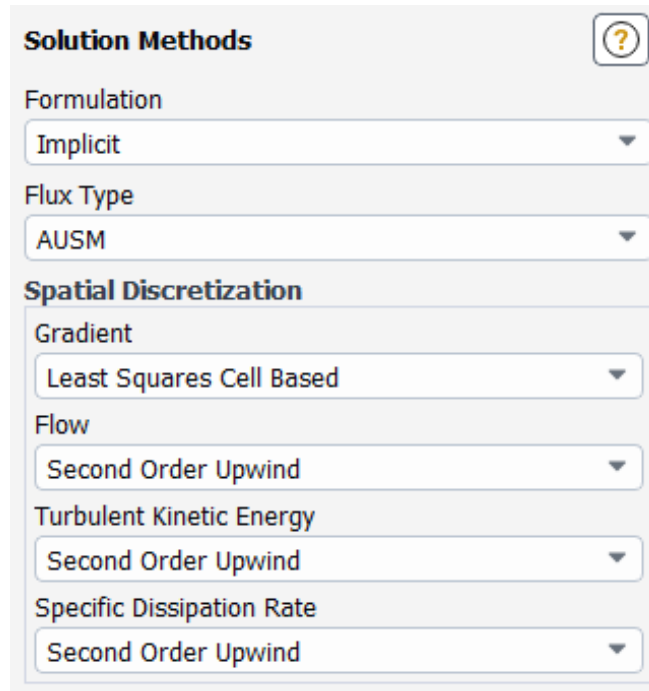 Solution Methods
?
Formulation
Implicit
Flux Type
AUSM
Spatial Discretization
Gradient
Least Squares Cell Based
Flow
Second Order Upwind
Turbulent Kinetic Energy
Second Order Upwind
Specific Dissipation Rate
Second Order Upwind